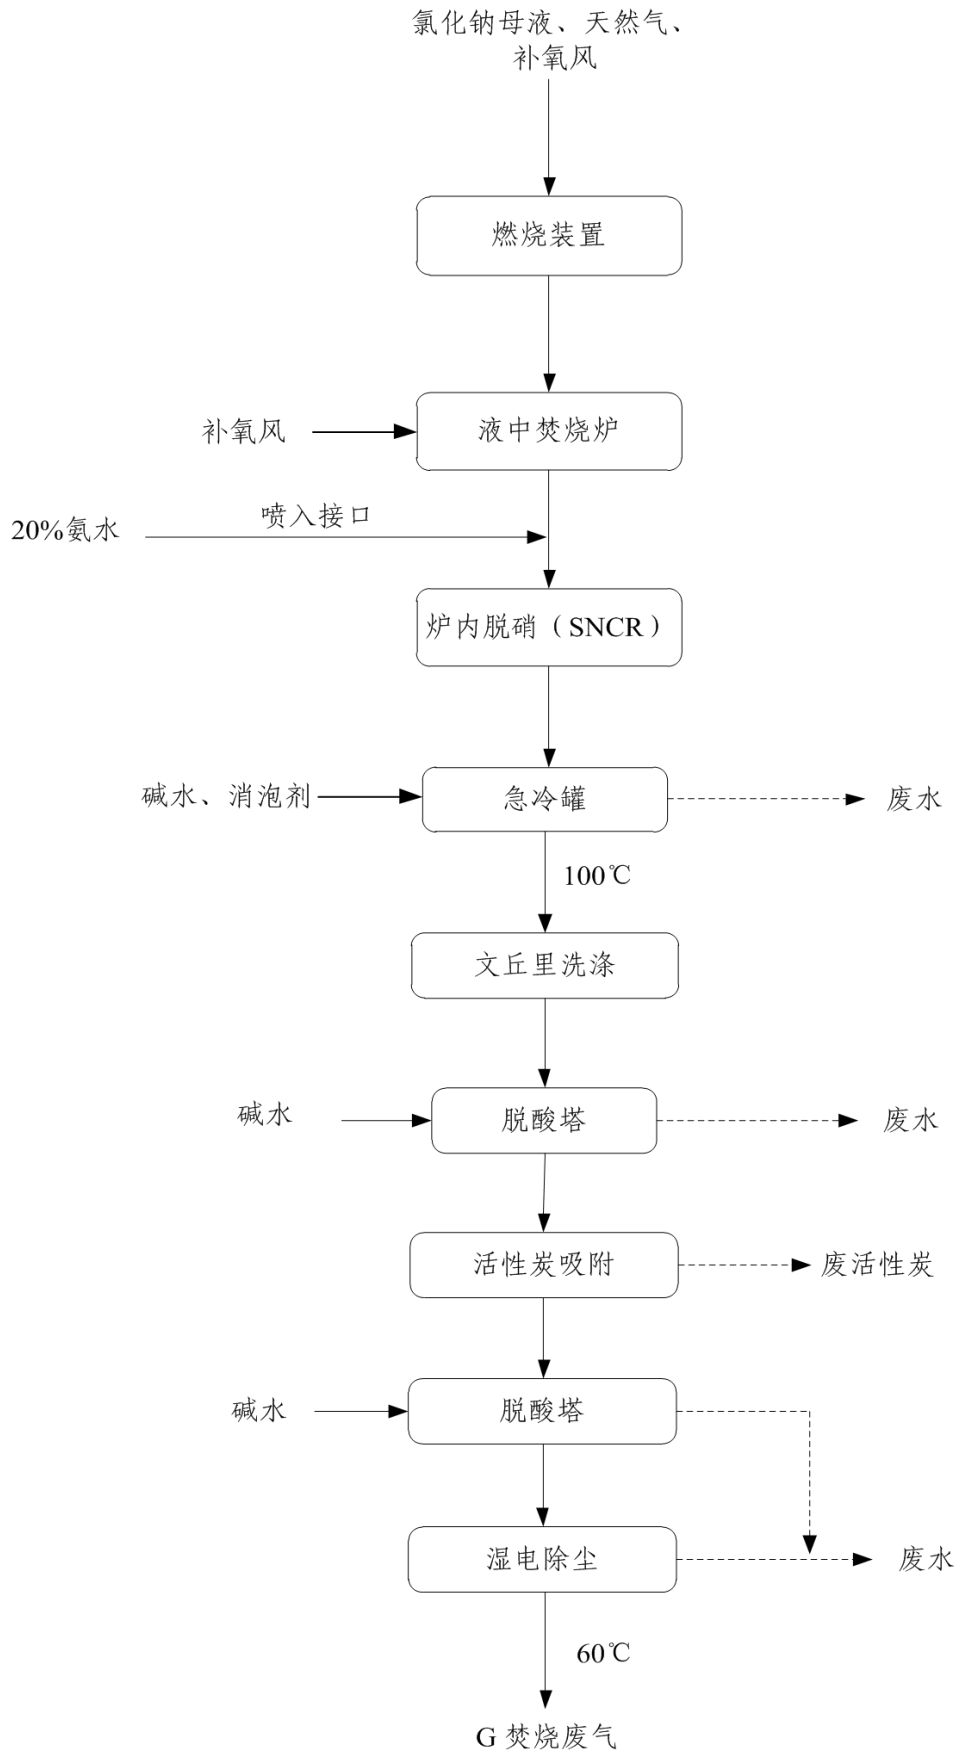 氯化钠母液、天然气、
补氧风
燃烧装置
补氧风
液中焚烧炉
20%氨水
喷入接口
炉内脱硝（SNCR）
碱水、消泡剂
急冷罐
废水
100℃
文丘里洗涤
碱水
脱酸塔
废水
活性炭吸附
废活性炭
碱水
脱酸塔
湿电除尘
废水
60℃
G 焚烧废气